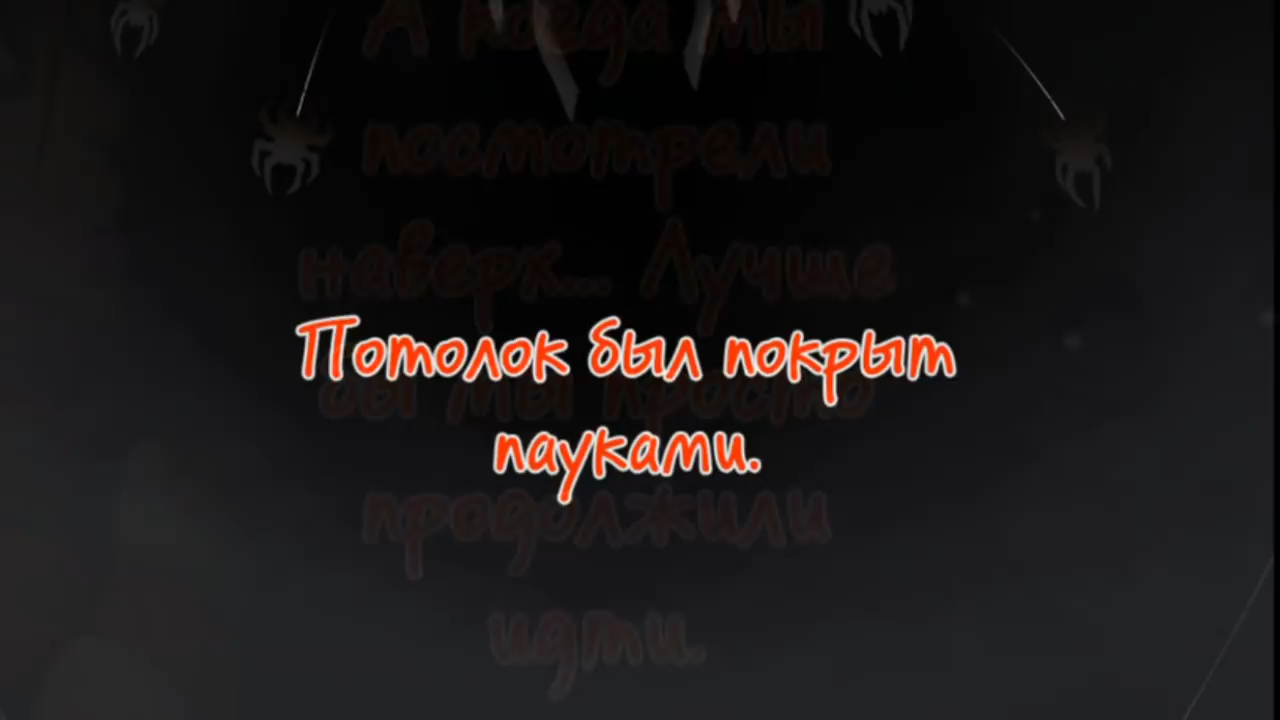 А когда мы
посмотрели
наверх... Лучше
Потолок был покрыт
бы мы просто
пауками.
продолжили
идти.